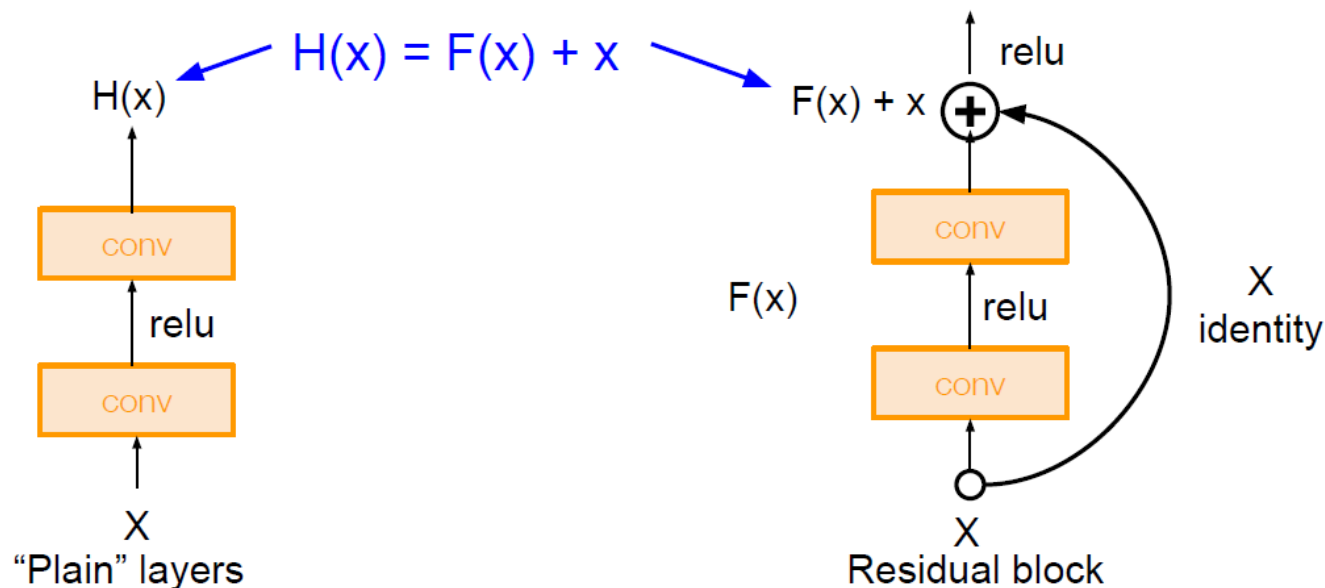 H(x) = F(x) + x
H(x)
conv
relu
conv
X
“Plain” layers
relu
F(x) + x
conv
F(x)
relu
X
identity
conv
X
Residual block